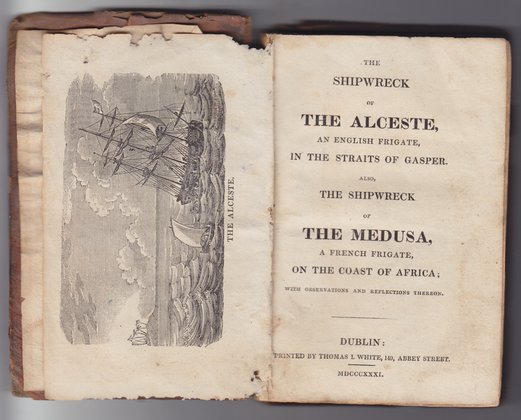 THE ALCESTE.
THE
SHIPWRECK
OF
THE ALCESTE,
AN ENGLISH FRIGATE,
IN THE STRAITS OF GASPER.
ALSO,
THE SHIPWRECK
OF
THE MEDUSA,
A FRENCH FRIGATE,
ON THE COAST OF AFRICA;
WITH OBSERVATIONS AND REFLECTIONS THEREON.
DUBLIN:
PRINTED BY THOMAS I. WHITE, 149, ABBEY STREET.
MDCCCXXXI.